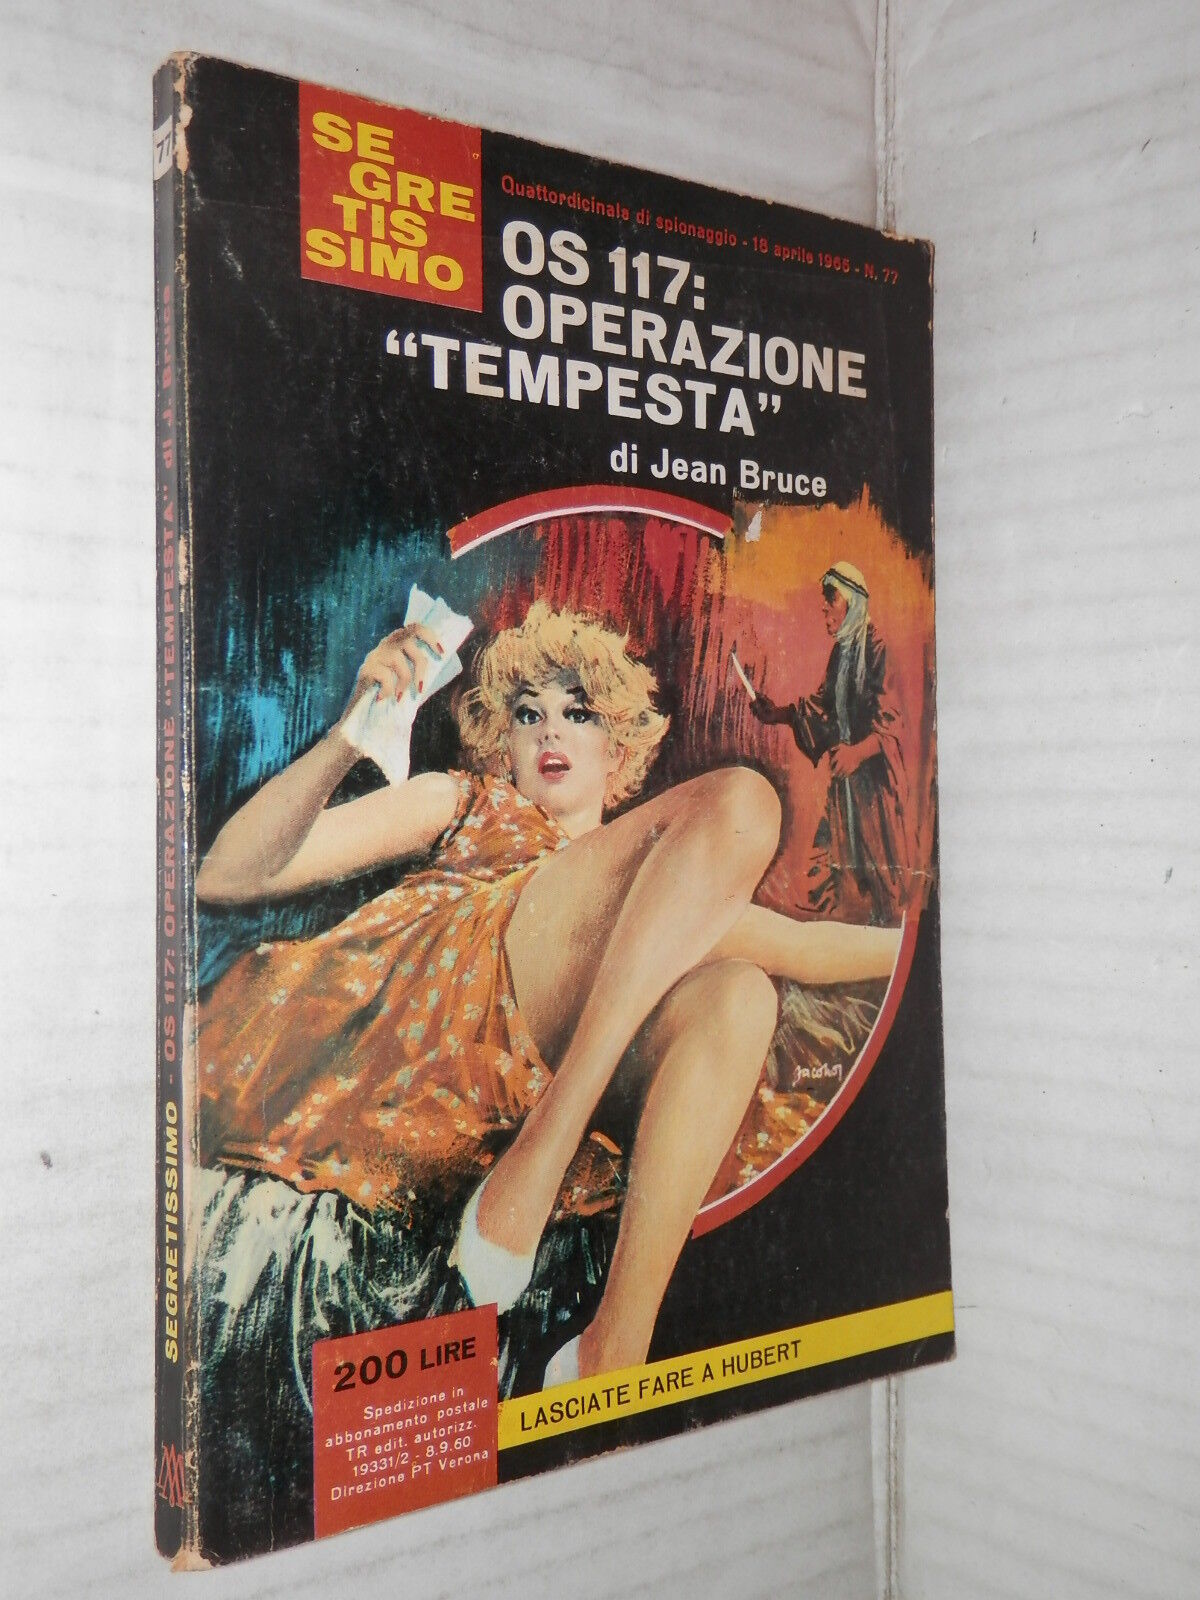 SE
GRE
TIS
SIMO
Quattordicinale di spionaggio - 18 aprile 1965 - N. 77
OS 117:
OPERAZIONE
“TEMPESTA”
di Jean Bruce
Jacono
200 LIRE
Spedizione in
abbonamento postale
TR edit. autorizz.
19331/2 - 8.9.60
Direzione PT Verona
LASCIATE FARE A HUBERT
77
SEGRETISSIMO - OS 117: OPERAZIONE “TEMPESTA” di J. Bruce
M